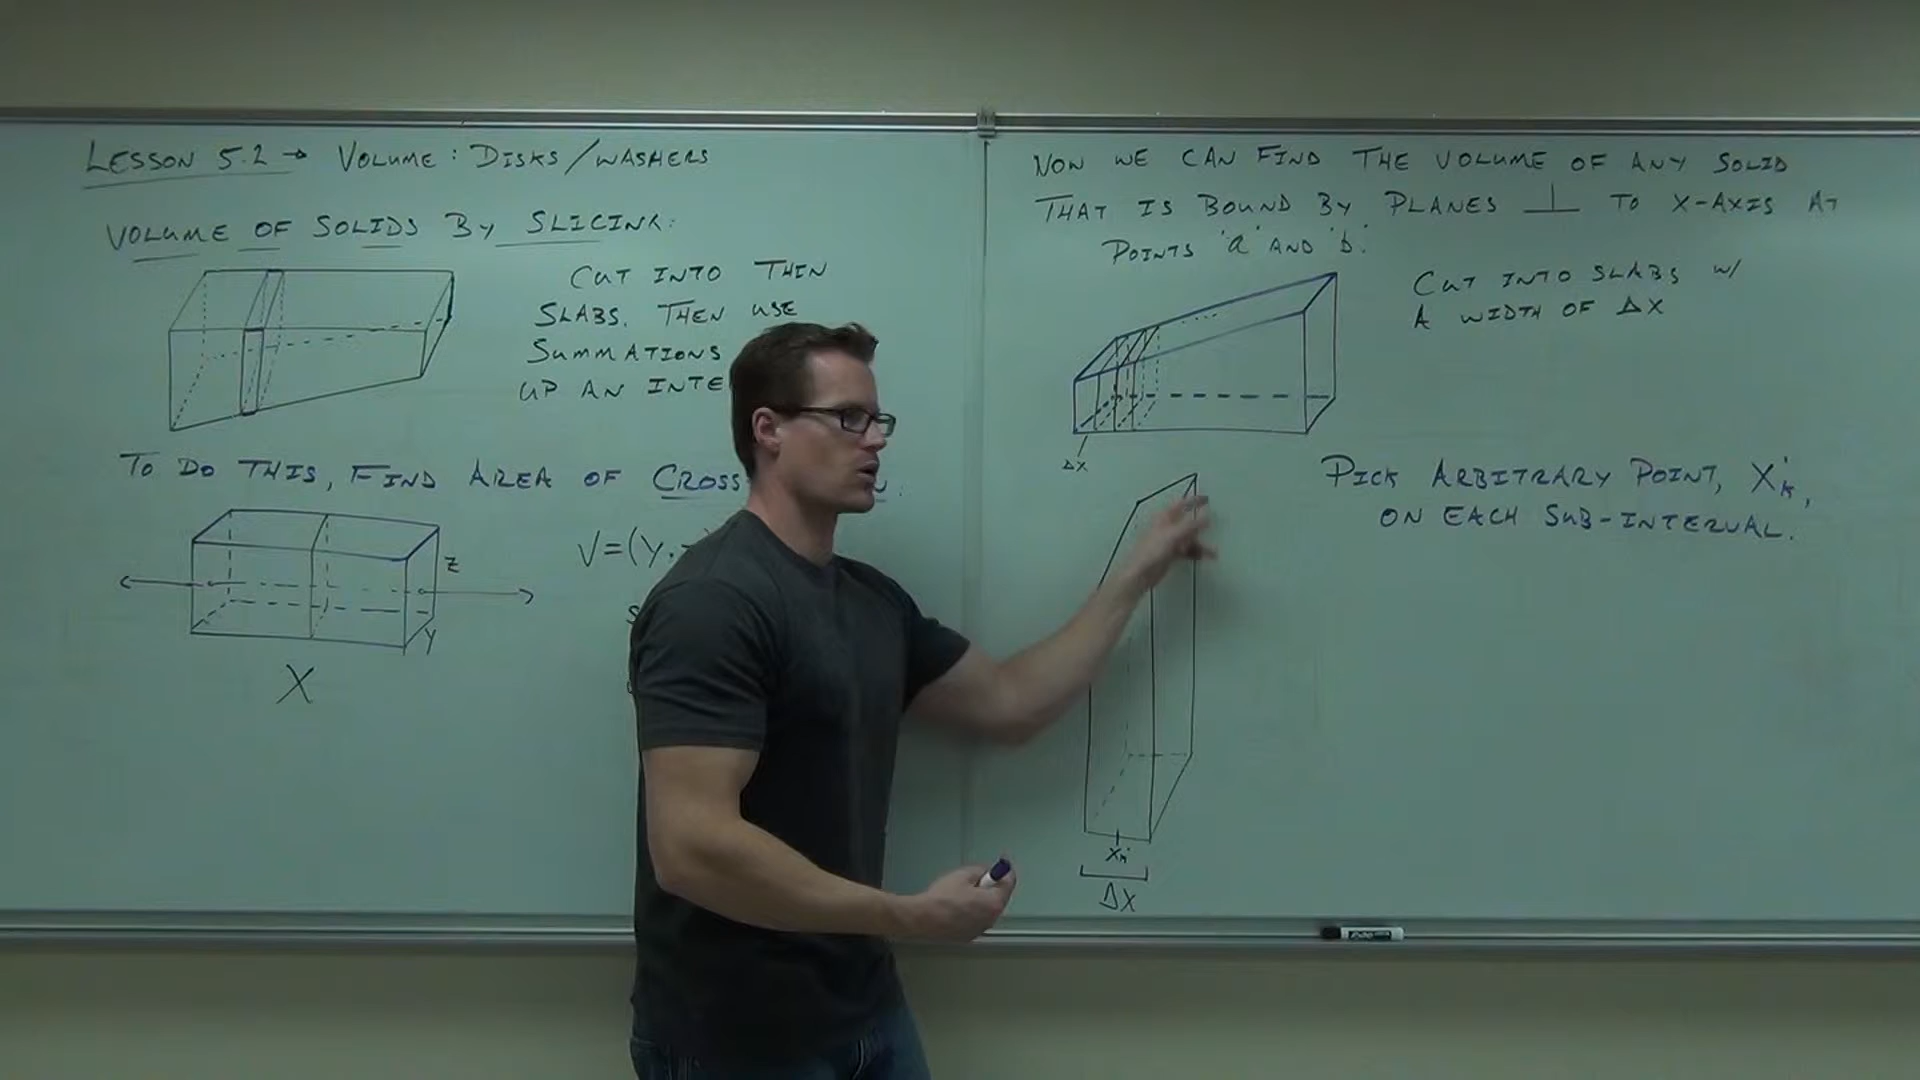 LESSON 5.2 → VOLUME: DISKS/WASHERS
VOLUME OF SOLIDS BY SLICING:
CUT INTO THIN
SLABS. THEN USE
SUMMATIONS
UP AN INTE
TO DO THIS, FIND AREA OF CROSS
V=(Y·
Z
Y
X
NOW WE CAN FIND THE VOLUME OF ANY SOLID
THAT IS BOUND BY PLANES ⊥ TO X-AXIS AT
POINTS 'a' AND 'b'.
CUT INTO SLABS W/
A WIDTH OF ΔX
ΔX
PICK ARBITRARY POINT, Xₖ*,
ON EACH SUB-INTERVAL.
Xₖ*
ΔX